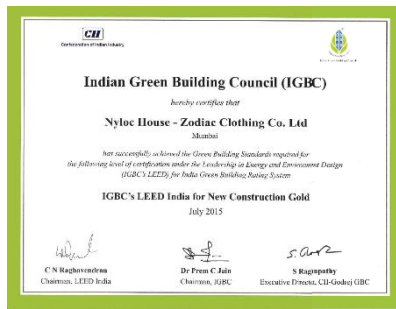 CII
Confederation of Indian Industry
Indian Green Building Council (IGBC)
hereby certifies that
Nyloc House - Zodiac Clothing Co. Ltd
Mumbai
has successfully achieved the Green Building Standards required for
the following level of certification under the Leadership in Energy and Environment Design
(IGBC's LEED) for India Green Building Rating System
IGBC's LEED India for New Construction Gold
July 2015
C N Raghavendran
Dr Prem C Jain
S Raghupathy
Chairman, LEED India
Chairman, IGBC
Executive Director, CII-Godrej GBC